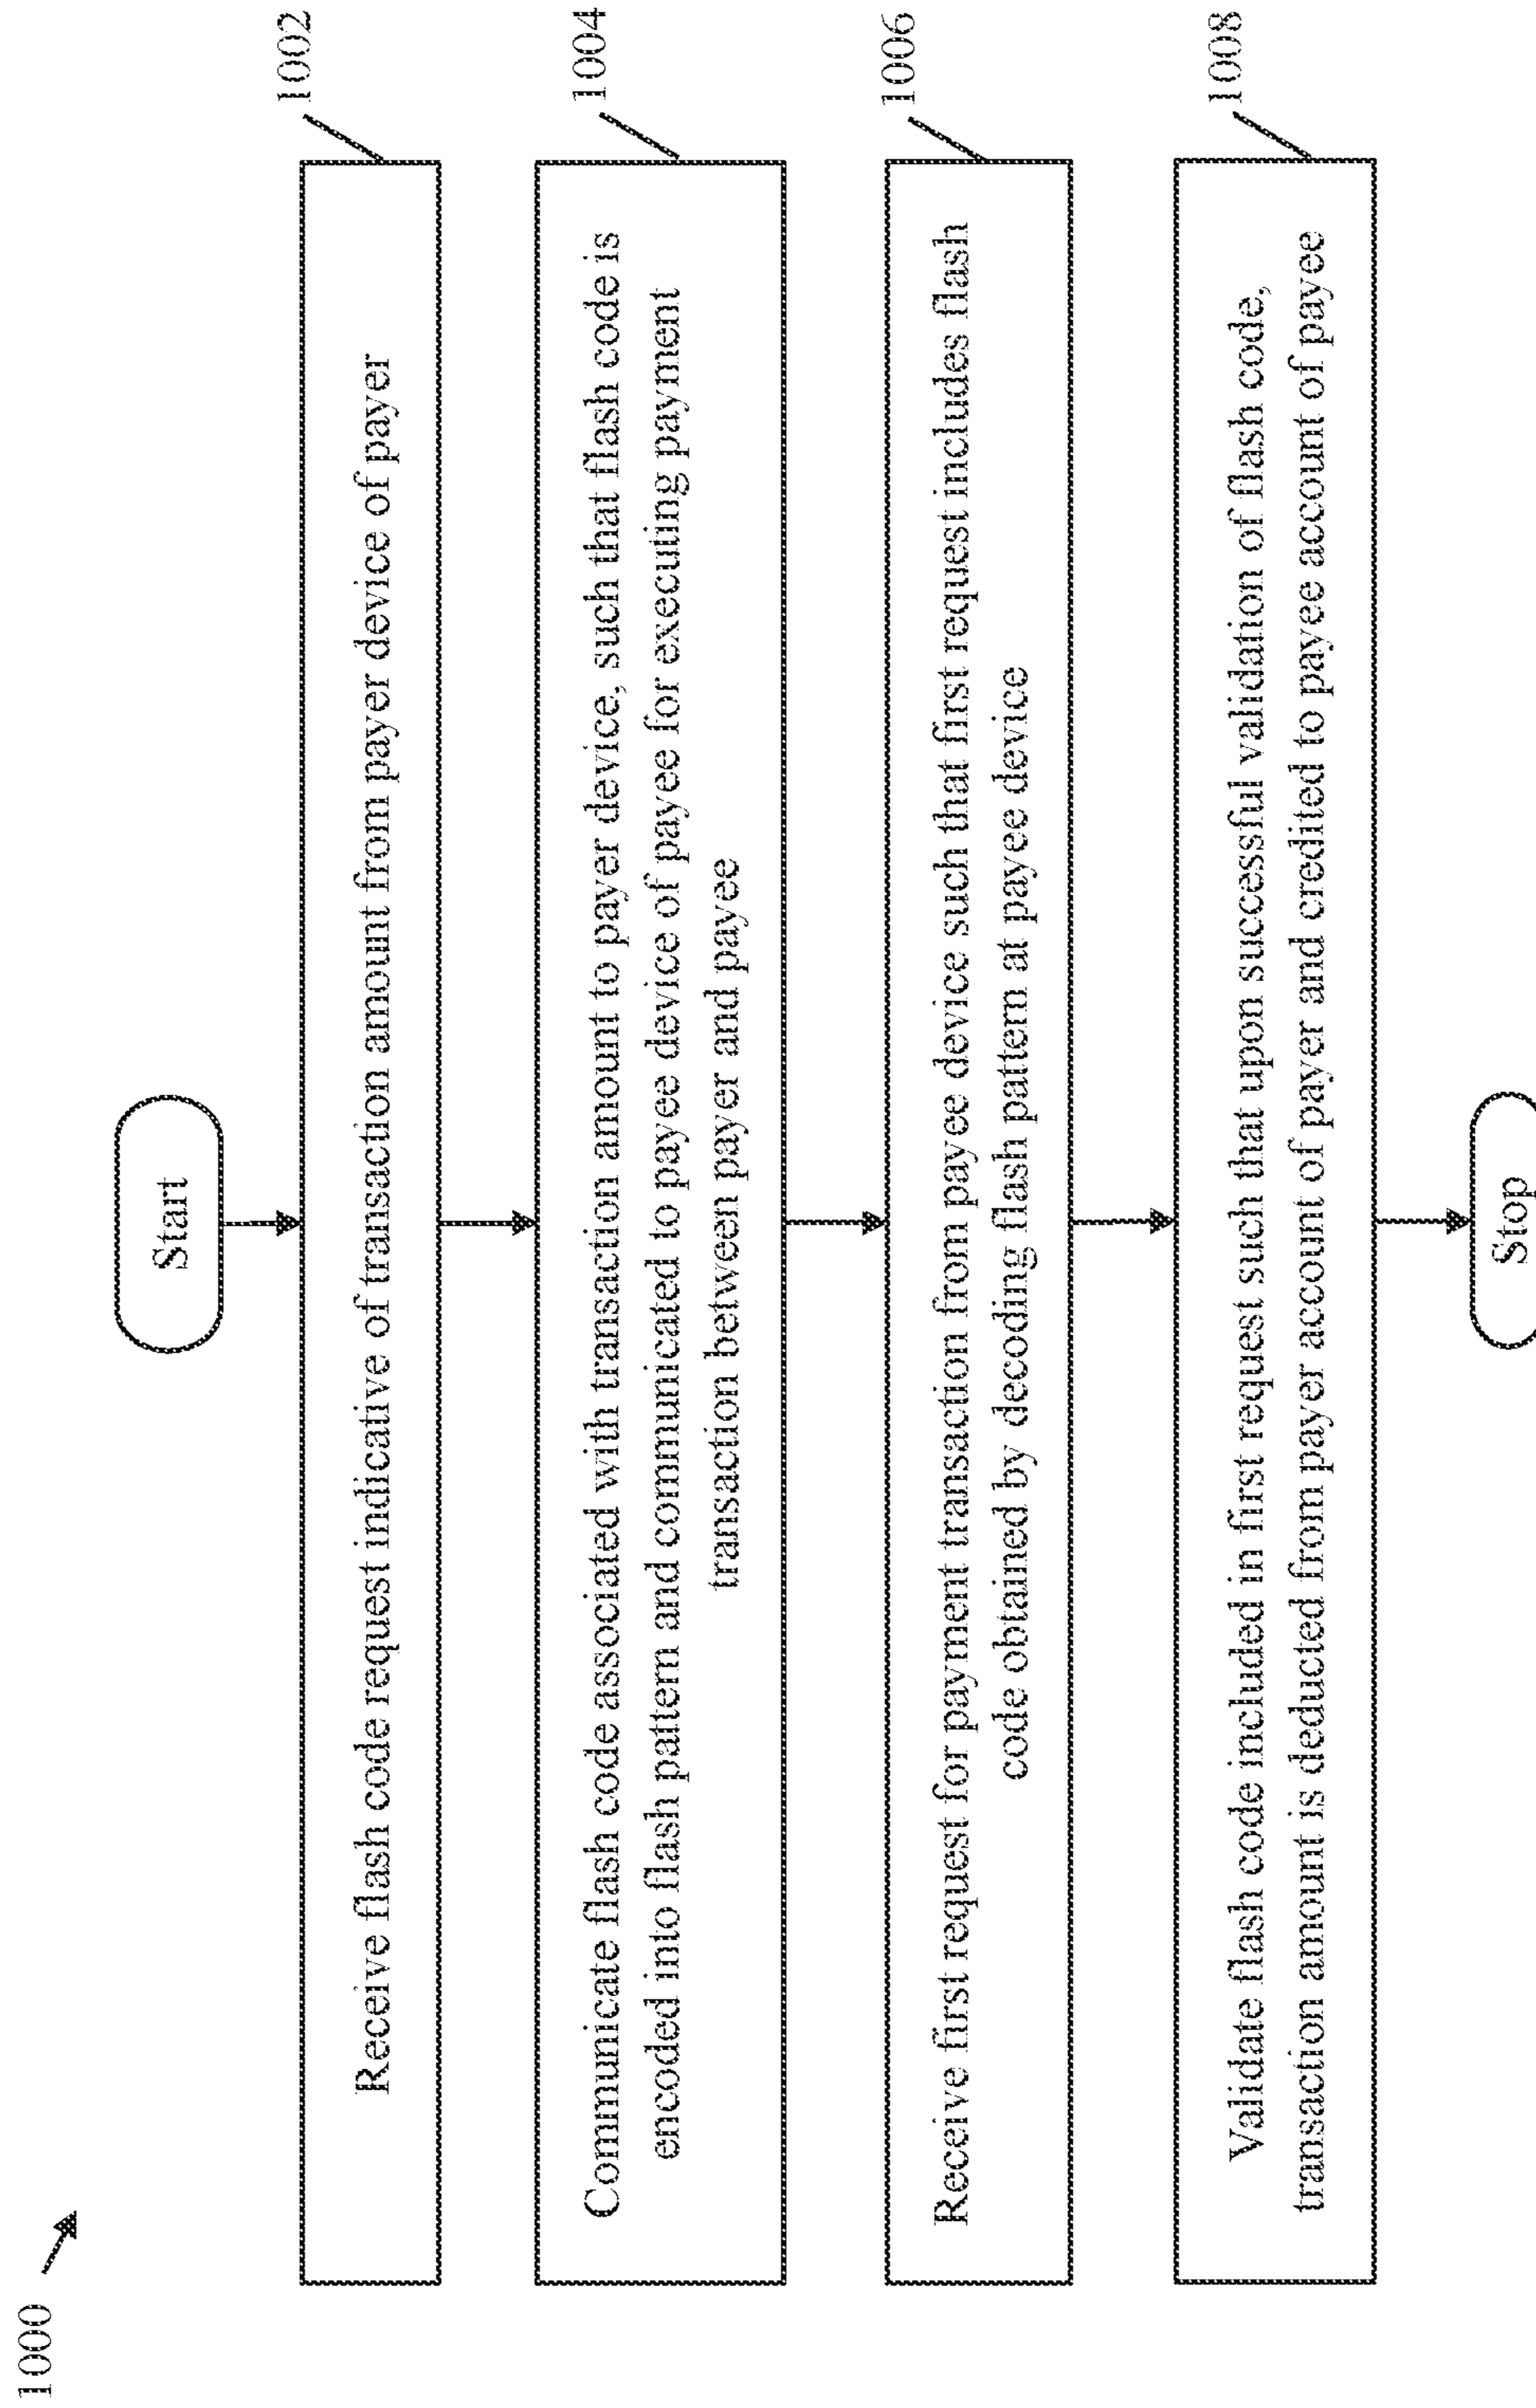 1000
Start
1002
Receive flash code request indicative of transaction amount from payer device of payer
1004
Communicate flash code associated with transaction amount to payer device, such that flash code is
encoded into flash pattern and communicated to payee device of payee for executing payment
transaction between payer and payee
1006
Receive first request for payment transaction from payee device such that first request includes flash
code obtained by decoding flash pattern at payee device
1008
Validate flash code included in first request such that upon successful validation of flash code,
transaction amount is deducted from payer account of payer and credited to payee account of payee
Stop